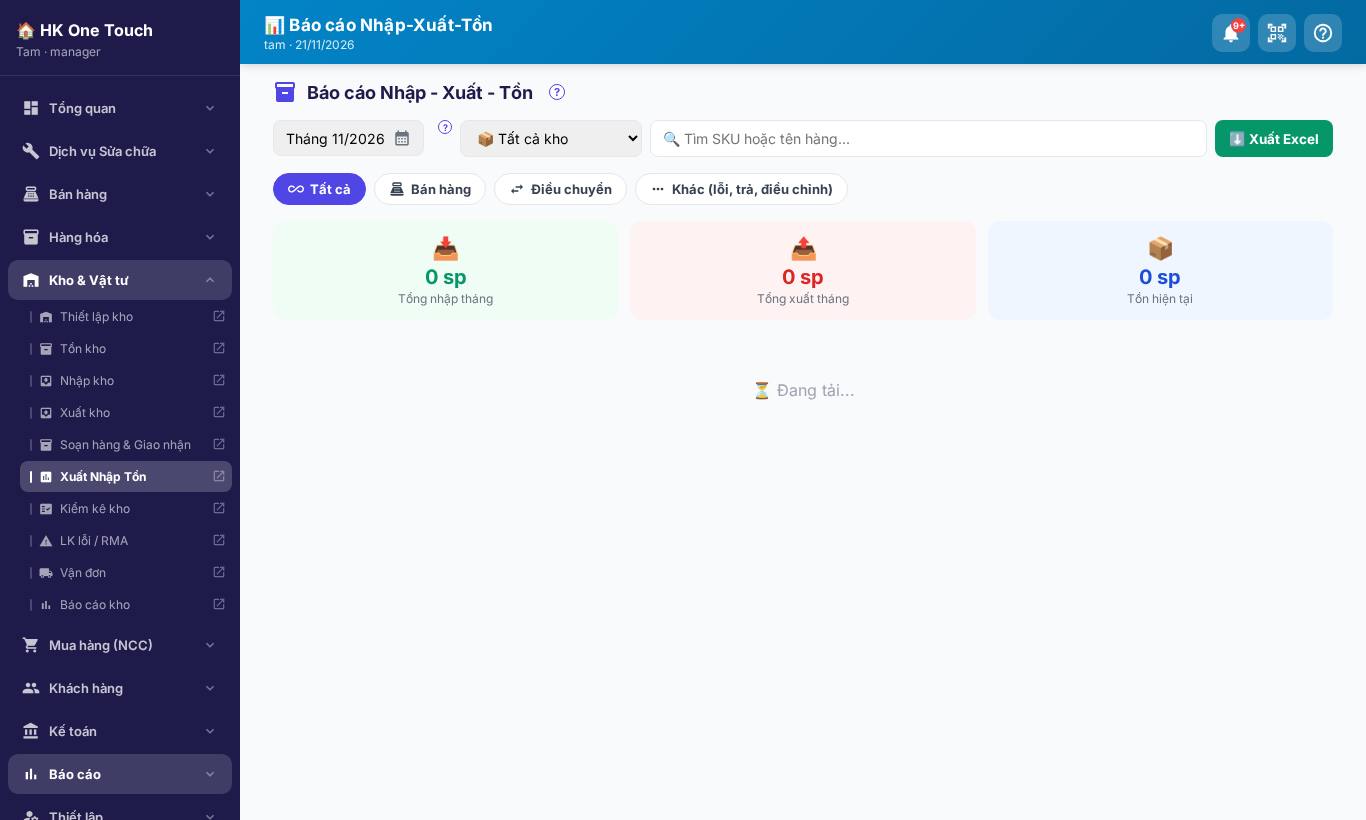 🏠 HK One Touch
Tam · manager
Tổng quan
Dịch vụ Sửa chữa
Bán hàng
Hàng hóa
Kho & Vật tư
Thiết lập kho
Tồn kho
Nhập kho
Xuất kho
Soạn hàng & Giao nhận
Xuất Nhập Tồn
Kiểm kê kho
LK lỗi / RMA
Vận đơn
Báo cáo kho
Mua hàng (NCC)
Khách hàng
Kế toán
Báo cáo
Thiết lập
📊 Báo cáo Nhập-Xuất-Tồn
tam · 21/11/2026
9+
Báo cáo Nhập - Xuất - Tồn ?
Tháng 11/2026 ? 📦 Tất cả kho 🔍 Tìm SKU hoặc tên hàng... ⬇️ Xuất Excel
Tất cả Bán hàng Điều chuyển Khác (lỗi, trả, điều chỉnh)
📥 📤 📦
0 sp 0 sp 0 sp
Tổng nhập tháng Tổng xuất tháng Tồn hiện tại
⏳ Đang tải...